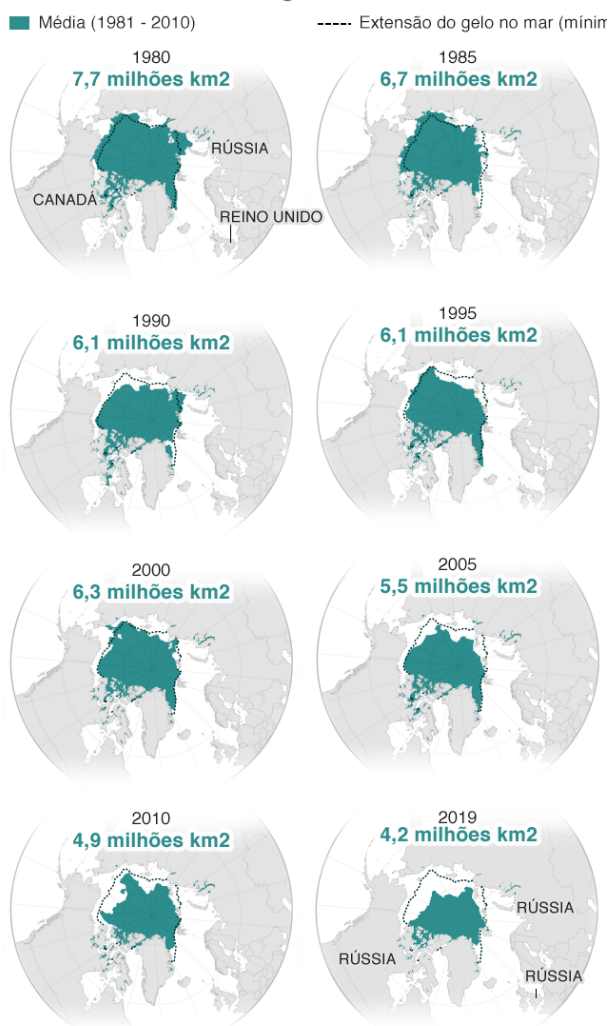 Média (1981 - 2010)
Extensão do gelo no mar (mínim
1980
7,7 milhões km2
1985
6,7 milhões km2
RÚSSIA
CANADÁ
REINO UNIDO
1990
6,1 milhões km2
1995
6,1 milhões km2
2000
6,3 milhões km2
2005
5,5 milhões km2
2010
4,9 milhões km2
2019
4,2 milhões km2
RÚSSIA
RÚSSIA
RÚSSIA